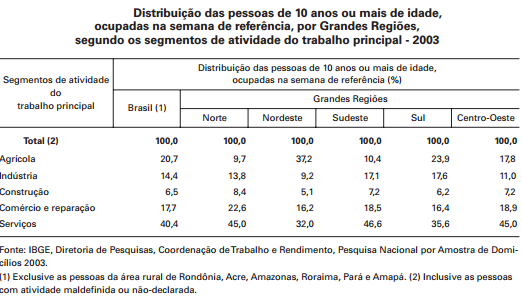 Distribuição das pessoas de 10 anos ou mais de idade,
ocupadas na semana de referência, por Grandes Regiões,
segundo os segmentos de atividade do trabalho principal - 2003
Segmentos de atividade
do
trabalho principal
Distribuição das pessoas de 10 anos ou mais de idade,
ocupadas na semana de referência (%)
Brasil (1)
Grandes Regiões
Norte Nordeste Sudeste Sul Centro-Oeste
Total (2) 100,0 100,0 100,0 100,0 100,0 100,0
Agrícola 20,7 9,7 37,2 10,4 23,9 17,8
Indústria 14,4 13,8 9,2 17,1 17,6 11,0
Construção 6,5 8,4 5,1 7,2 6,2 7,2
Comércio e reparação 17,7 22,6 16,2 18,5 16,4 18,9
Serviços 40,4 45,0 32,0 46,6 35,6 45,0
Fonte: IBGE, Diretoria de Pesquisas, Coordenação de Trabalho e Rendimento, Pesquisa Nacional por Amostra de Domi-
cílios 2003.
(1) Exclusive as pessoas da área rural de Rondônia, Acre, Amazonas, Roraima, Pará e Amapá. (2) Inclusive as pessoas
com atividade maldefinida ou não-declarada.